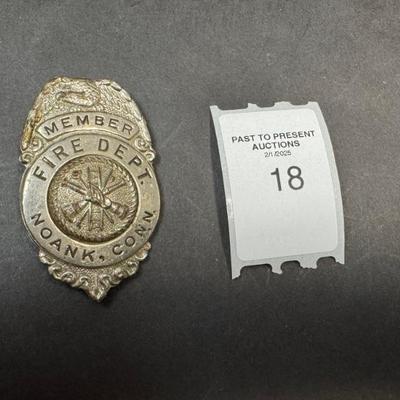 MEMBER
FIRE DEPT.
NOANK, CONN.
PAST TO PRESENT
AUCTIONS
2/1/2025
18